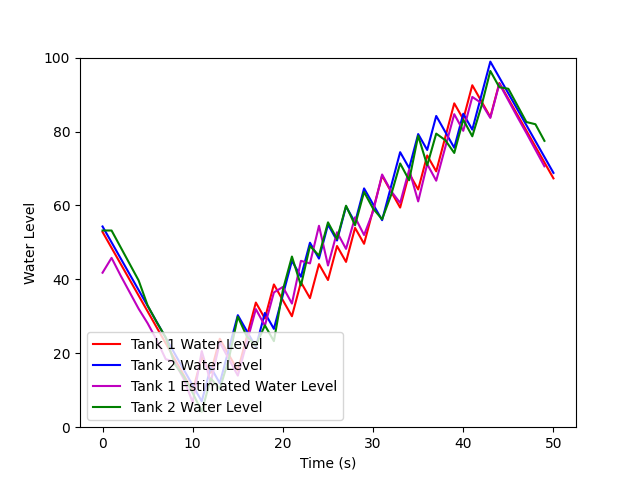 100
80
60
40
20
0
Water Level
Tank 1 Water Level
Tank 2 Water Level
Tank 1 Estimated Water Level
Tank 2 Water Level
0 10 20 30 40 50
Time (s)